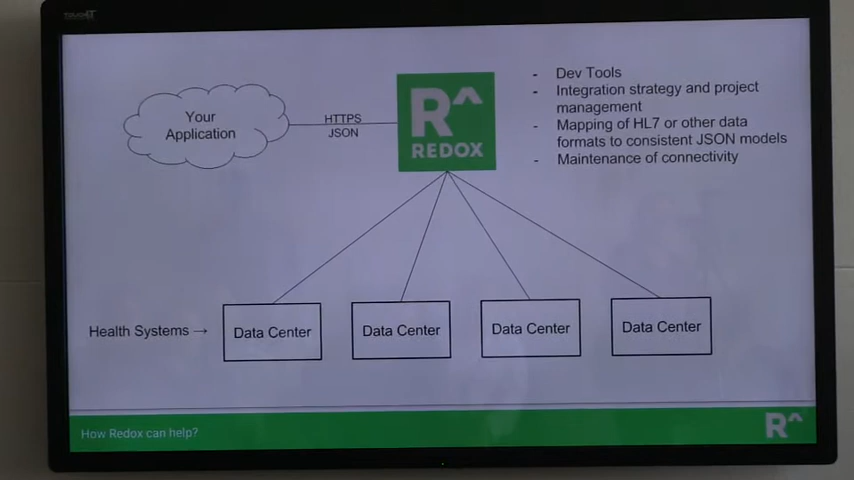 TOUCHIT
Your
Application
HTTPS
JSON
R^
REDOX
- Dev Tools
- Integration strategy and project
management
- Mapping of HL7 or other data
formats to consistent JSON models
- Maintenance of connectivity
Health Systems →
Data Center
Data Center
Data Center
Data Center
How Redox can help?
R^